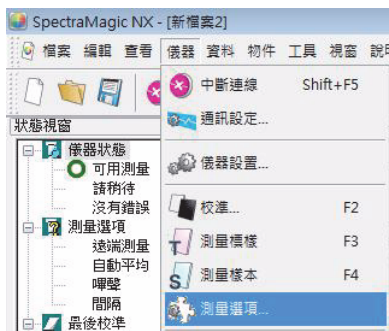 SpectraMagic NX - [新檔案2]
檔案 編輯 查看 儀器 資料 物件 工具 視窗
中斷連線 Shift+F5
通訊設定...
儀器設置...
校準... F2
測量標樣 F3
測量樣本 F4
測量選項...
狀態視窗
儀器狀態
可用測量
請稍待
沒有錯誤
測量選項
遠端測量
自動平均
嗶聲
間隔
最後校準